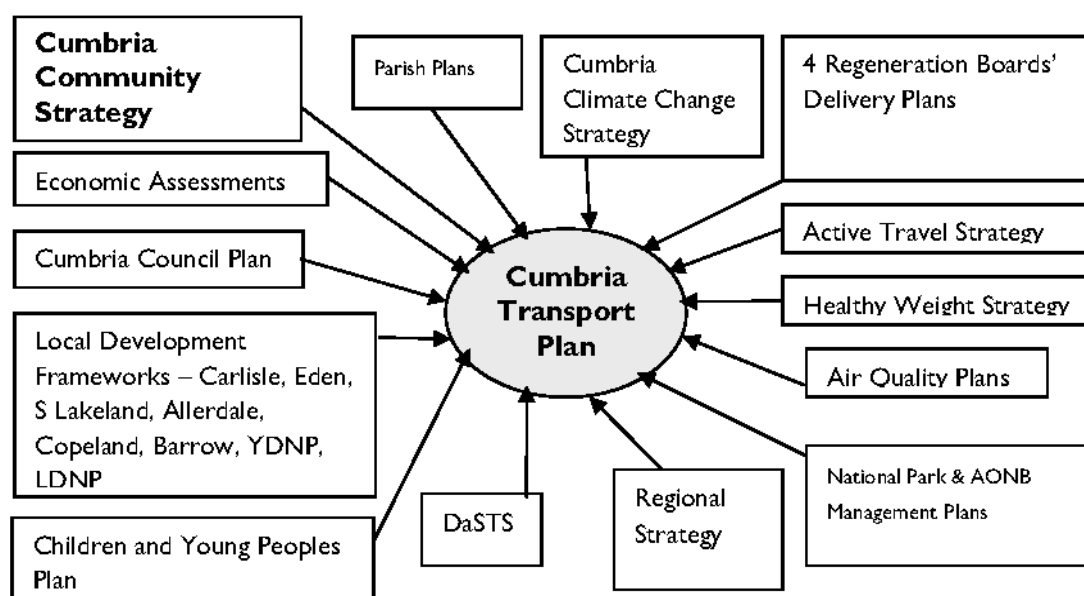 Cumbria
Community
Strategy
Parish Plans
Cumbria
Climate Change
Strategy
4 Regeneration Boards'
Delivery Plans
Economic Assessments
Active Travel Strategy
Cumbria Council Plan
Cumbria
Transport
Plan
Healthy Weight Strategy
Local Development
Frameworks – Carlisle, Eden,
S Lakeland, Allerdale,
Copeland, Barrow, YDNP,
LDNP
Air Quality Plans
Children and Young Peoples
Plan
DaSTS
Regional
Strategy
National Park & AONB
Management Plans